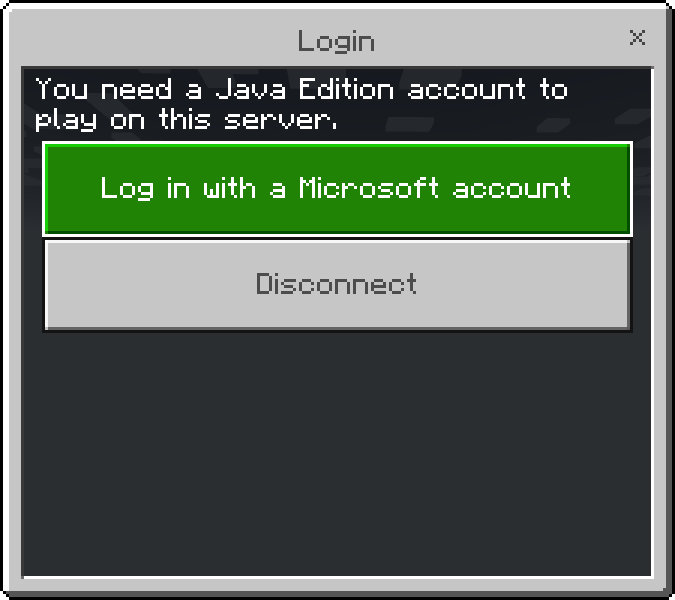 Login
You need a Java Edition account to
play on this server.
Log in with a Microsoft account
Disconnect